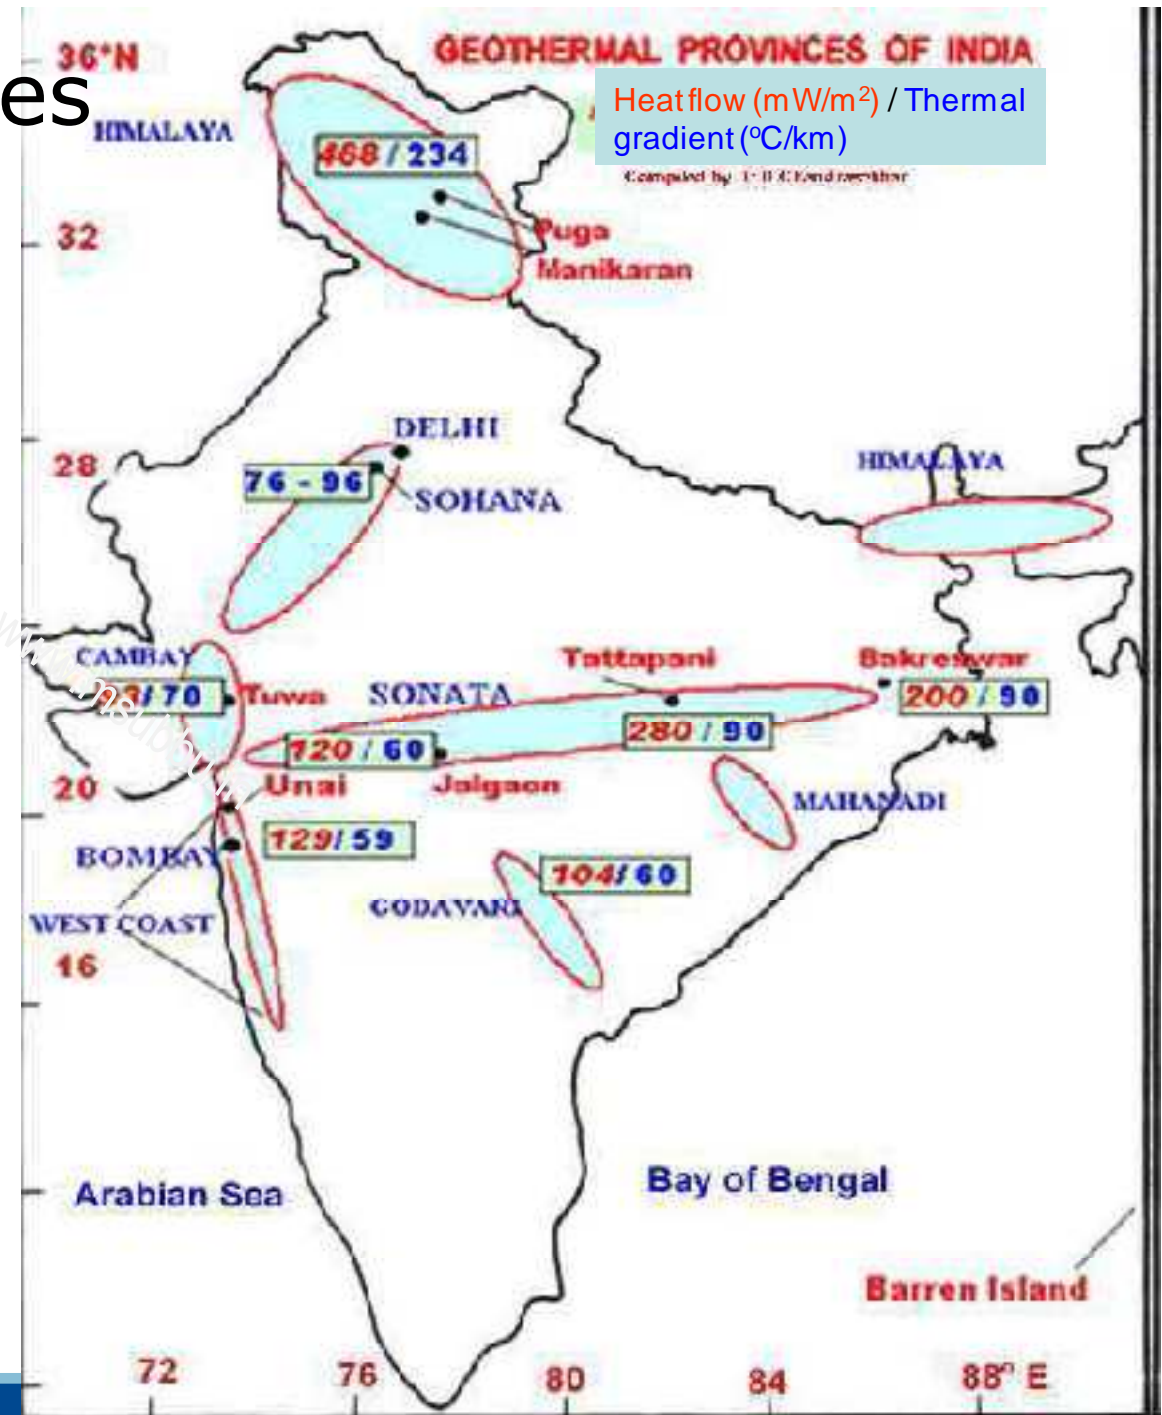 36°N
GEOTHERMAL PROVINCES OF INDIA
es
Heat flow (mW/m²) / Thermal
gradient (ºC/km)
HIMALAYA
468 / 234
Compiled by
Puga
32
Manikaran
DELHI
28
HIMALAYA
76 - 96
SOHANA
CAMBAY
Tattapani
Bakreswar
/ 70
Tuwa
SONATA
200 / 90
280 / 90
120 / 60
20
Unai
Jalgaon
MAHANADI
129 / 59
BOMBAY
104 / 60
GODAVARI
WEST COAST
16
Arabian Sea
Bay of Bengal
Barren Island
72
76
80
84
88° E